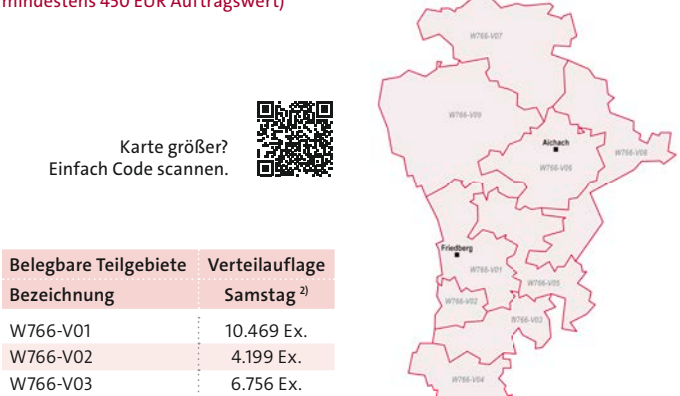 mindestens 450 EUR Auftragswert)
Karte größer?
Einfach Code scannen.
Belegbare Teilgebiete Verteilauflage
Bezeichnung Samstag 2)
W766-V01 10.469 Ex.
W766-V02 4.199 Ex.
W766-V03 6.756 Ex.
W766-V07
W766-V09
Aichach
W766-V08
W766-V06
Friedberg
W766-V01
W766-V05
W766-V02
W766-V03
W766-V04